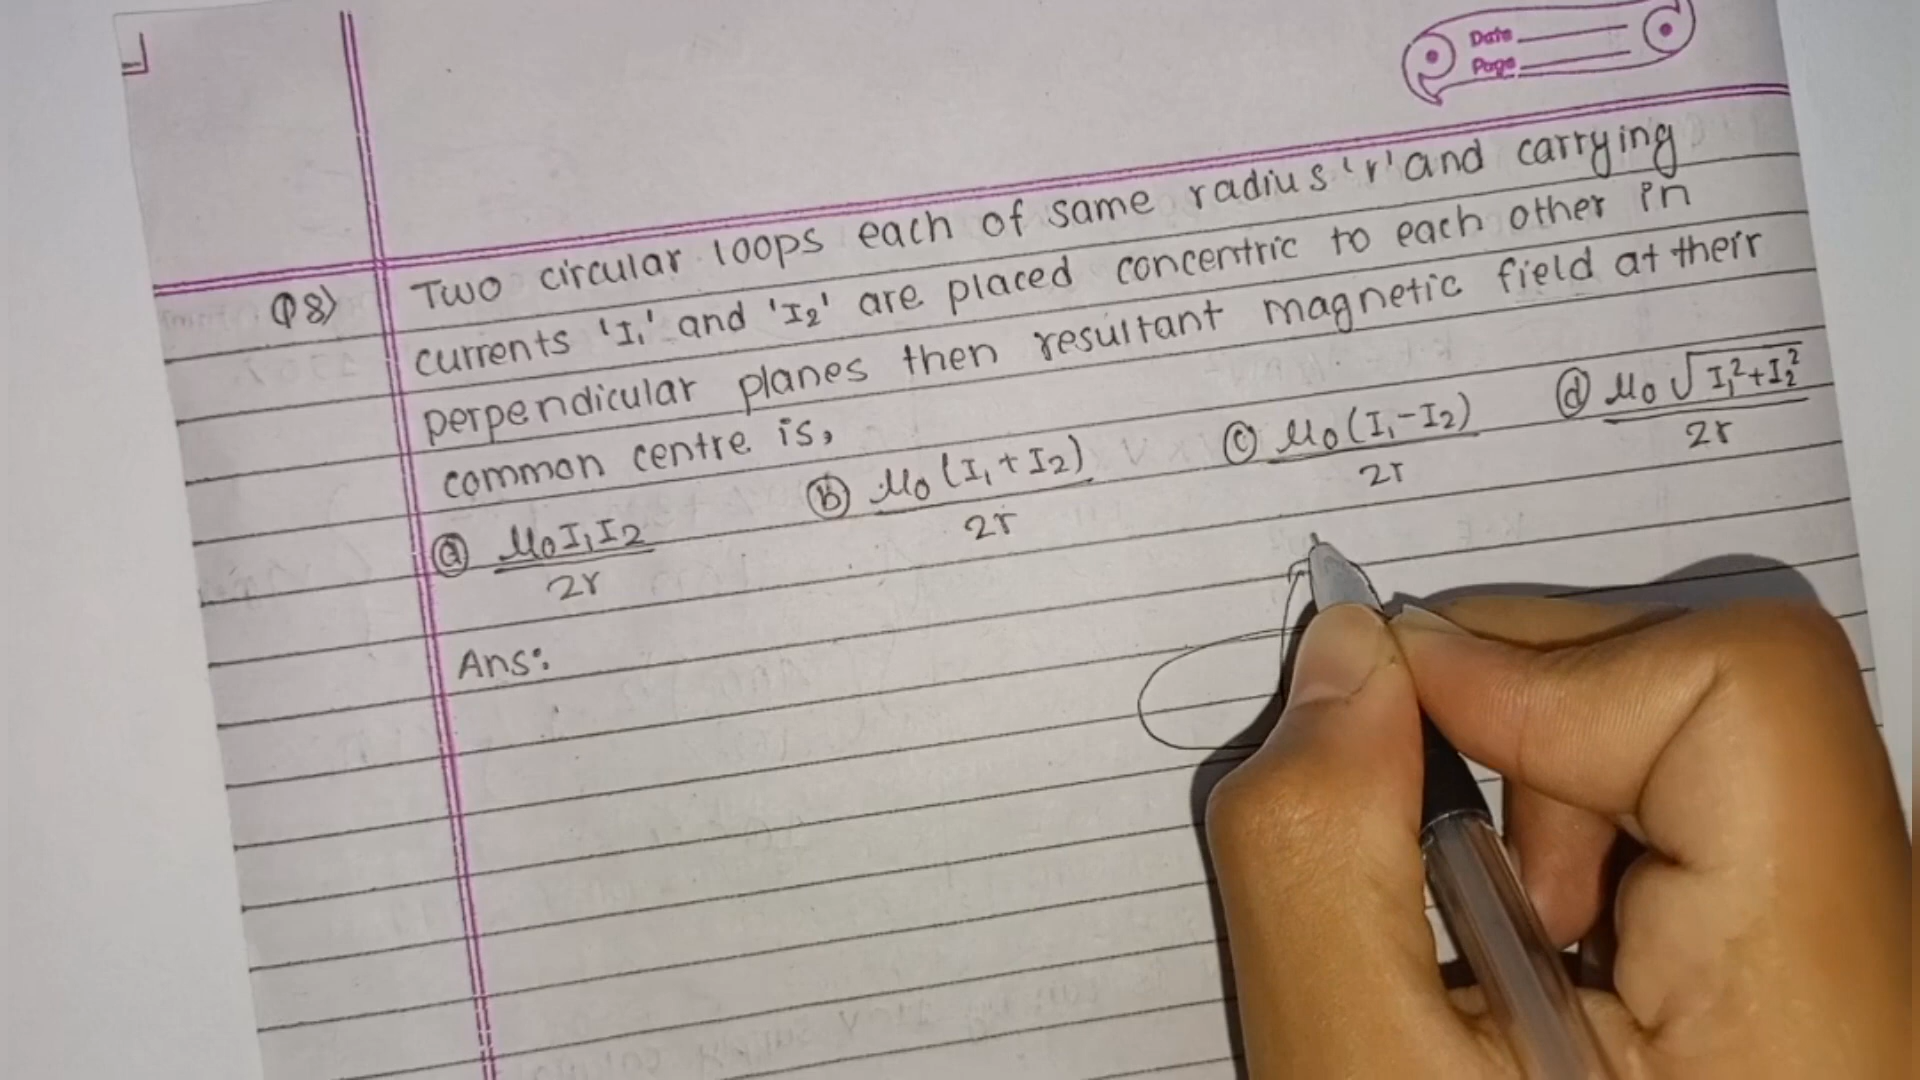 Date
Page
Q8) Two circular loops each of same radius 'r' and carrying
currents 'I₁' and 'I₂' are placed concentric to each other in
perpendicular planes then resultant magnetic field at their
common centre is,
ⓐ μ₀I₁I₂ / 2r ⓑ μ₀(I₁+I₂) / 2r ⓒ μ₀(I₁-I₂) / 2r ⓓ μ₀√(I₁²+I₂²) / 2r
Ans: